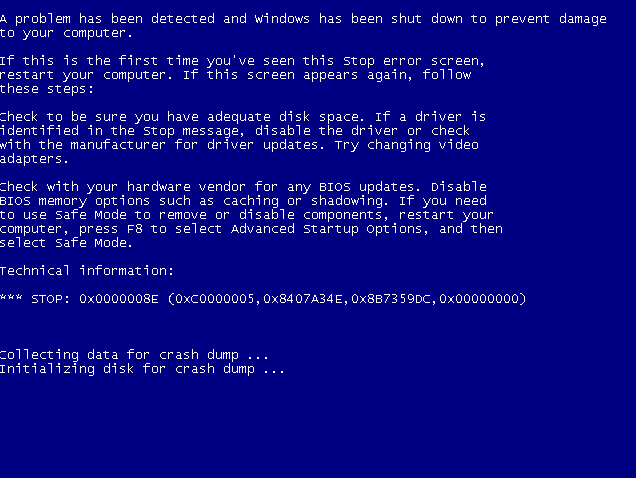 A problem has been detected and Windows has been shut down to prevent damage
to your computer.
If this is the first time you've seen this Stop error screen,
restart your computer. If this screen appears again, follow
these steps:
Check to be sure you have adequate disk space. If a driver is
identified in the Stop message, disable the driver or check
with the manufacturer for driver updates. Try changing video
adapters.
Check with your hardware vendor for any BIOS updates. Disable
BIOS memory options such as caching or shadowing. If you need
to use Safe Mode to remove or disable components, restart your
computer, press F8 to select Advanced Startup Options, and then
select Safe Mode.
Technical information:
*** STOP: 0x0000008E (0xC0000005,0x8407A34E,0x8B7359DC,0x00000000)
Collecting data for crash dump ...
Initializing disk for crash dump ...